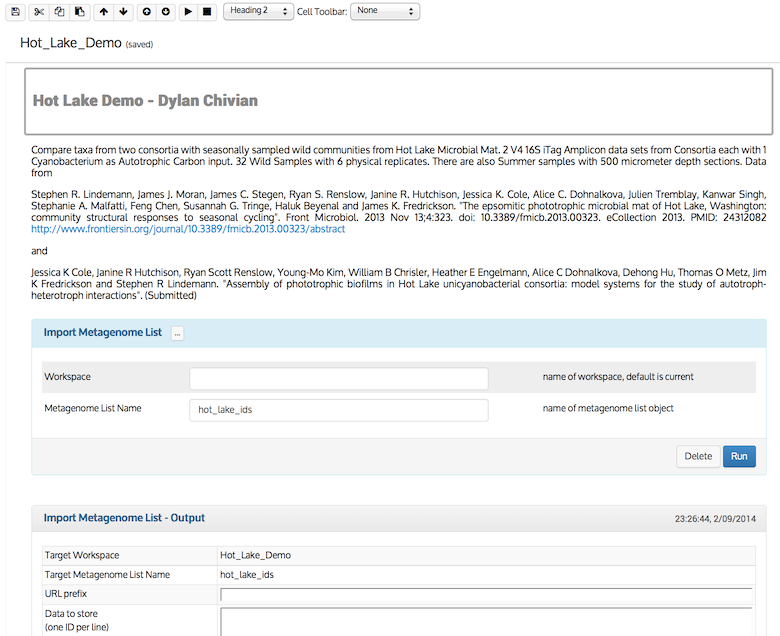 Heading 2 Cell Toolbar: None
Hot_Lake_Demo (saved)
Hot Lake Demo - Dylan Chivian
Compare taxa from two consortia with seasonally sampled wild communities from Hot Lake Microbial Mat. 2 V4 16S iTag Amplicon data sets from Consortia each with 1
Cyanobacterium as Autotrophic Carbon input. 32 Wild Samples with 6 physical replicates. There are also Summer samples with 500 micrometer depth sections. Data
from
Stephen R. Lindemann, James J. Moran, James C. Stegen, Ryan S. Renslow, Janine R. Hutchison, Jessica K. Cole, Alice C. Dohnalkova, Julien Tremblay, Kanwar Singh,
Stephanie A. Malfatti, Feng Chen, Susannah G. Tringe, Haluk Beyenal and James K. Fredrickson. "The epsomitic phototrophic microbial mat of Hot Lake, Washington:
community structural responses to seasonal cycling". Front Microbiol. 2013 Nov 13;4:323. doi: 10.3389/fmicb.2013.00323. eCollection 2013. PMID: 24312082
http://www.frontiersin.org/journal/10.3389/fmicb.2013.00323/abstract
and
Jessica K Cole, Janine R Hutchison, Ryan Scott Renslow, Young-Mo Kim, William B Chrisler, Heather E Engelmann, Alice C Dohnalkova, Dehong Hu, Thomas O Metz, Jim
K Fredrickson and Stephen R Lindemann. "Assembly of phototrophic biofilms in Hot Lake unicyanobacterial consortia: model systems for the study of autotroph-
heterotroph interactions". (Submitted)
Import Metagenome List ...
Workspace name of workspace, default is current
Metagenome List Name hot_lake_ids name of metagenome list object
Delete Run
Import Metagenome List - Output 23:26:44, 2/09/2014
Target Workspace Hot_Lake_Demo
Target Metagenome List Name hot_lake_ids
URL prefix
Data to store
(one ID per line)